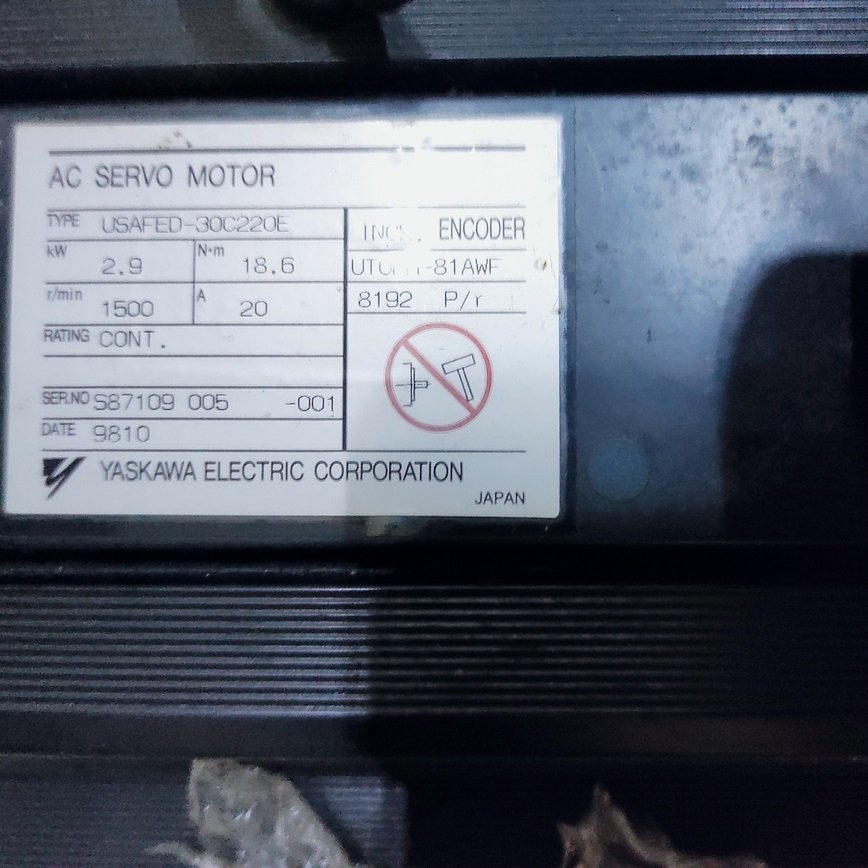 AC SERVO MOTOR
TYPE USAFED-30C220E
ENCODER
kW 2.9 N·m 18.6
-81AWF
r/min 1500 A 20
8192 P/r
RATING CONT.
SER.NO S87109 005 -001
DATE 9810
YASKAWA ELECTRIC CORPORATION
JAPAN